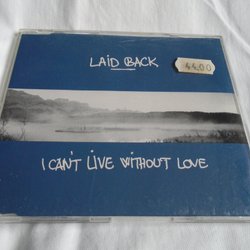 LAID BACK
44.00
I CAN'T LIVE WITHOUT LOVE